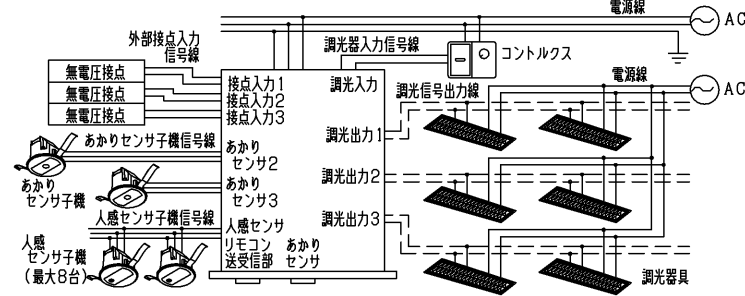 電源線
AC
外部接点入力
信号線
調光器入力信号線
コントルクス
無電圧接点
無電圧接点
無電圧接点
接点入力1
接点入力2
接点入力3
調光入力
電源線
AC
調光信号出力線
あかりセンサ子機信号線
あかり
センサ2
調光出力1
あかり
センサ子機
あかり
センサ3
調光出力2
人感センサ子機信号線
人感センサ
調光出力3
人感
センサ子機
(最大8台)
リモコン
送受信部
あかり
センサ
調光器具